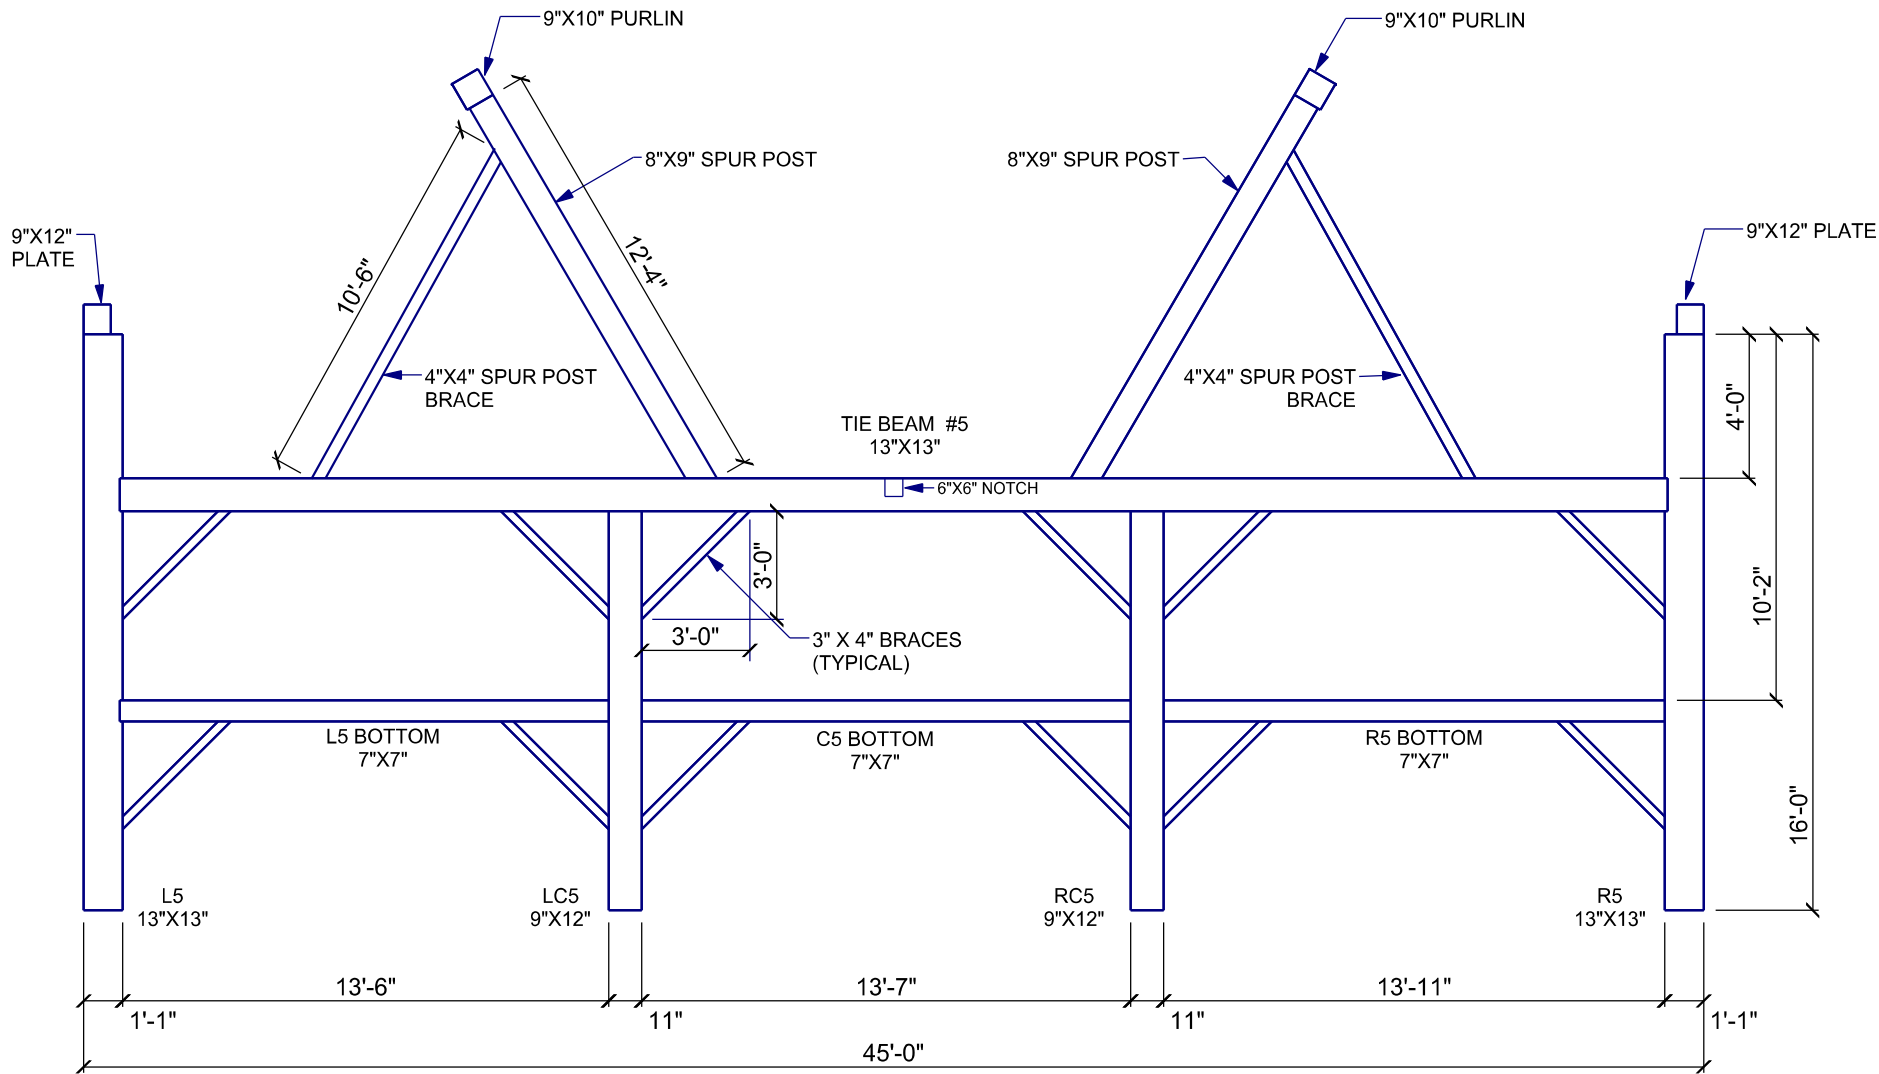 9"X10" PURLIN
9"X10" PURLIN
8"X9" SPUR POST
8"X9" SPUR POST
9"X12"
PLATE
9"X12" PLATE
10'-6"
12'-4"
4"X4" SPUR POST
BRACE
4"X4" SPUR POST
BRACE
4'-0"
TIE BEAM #5
13"X13"
6"X6" NOTCH
3'-0"
10'-2"
3'-0"
3" X 4" BRACES
(TYPICAL)
L5 BOTTOM
7"X7"
C5 BOTTOM
7"X7"
R5 BOTTOM
7"X7"
16'-0"
L5
13"X13"
LC5
9"X12"
RC5
9"X12"
R5
13"X13"
13'-6"
13'-7"
13'-11"
1'-1"
11"
11"
1'-1"
45'-0"